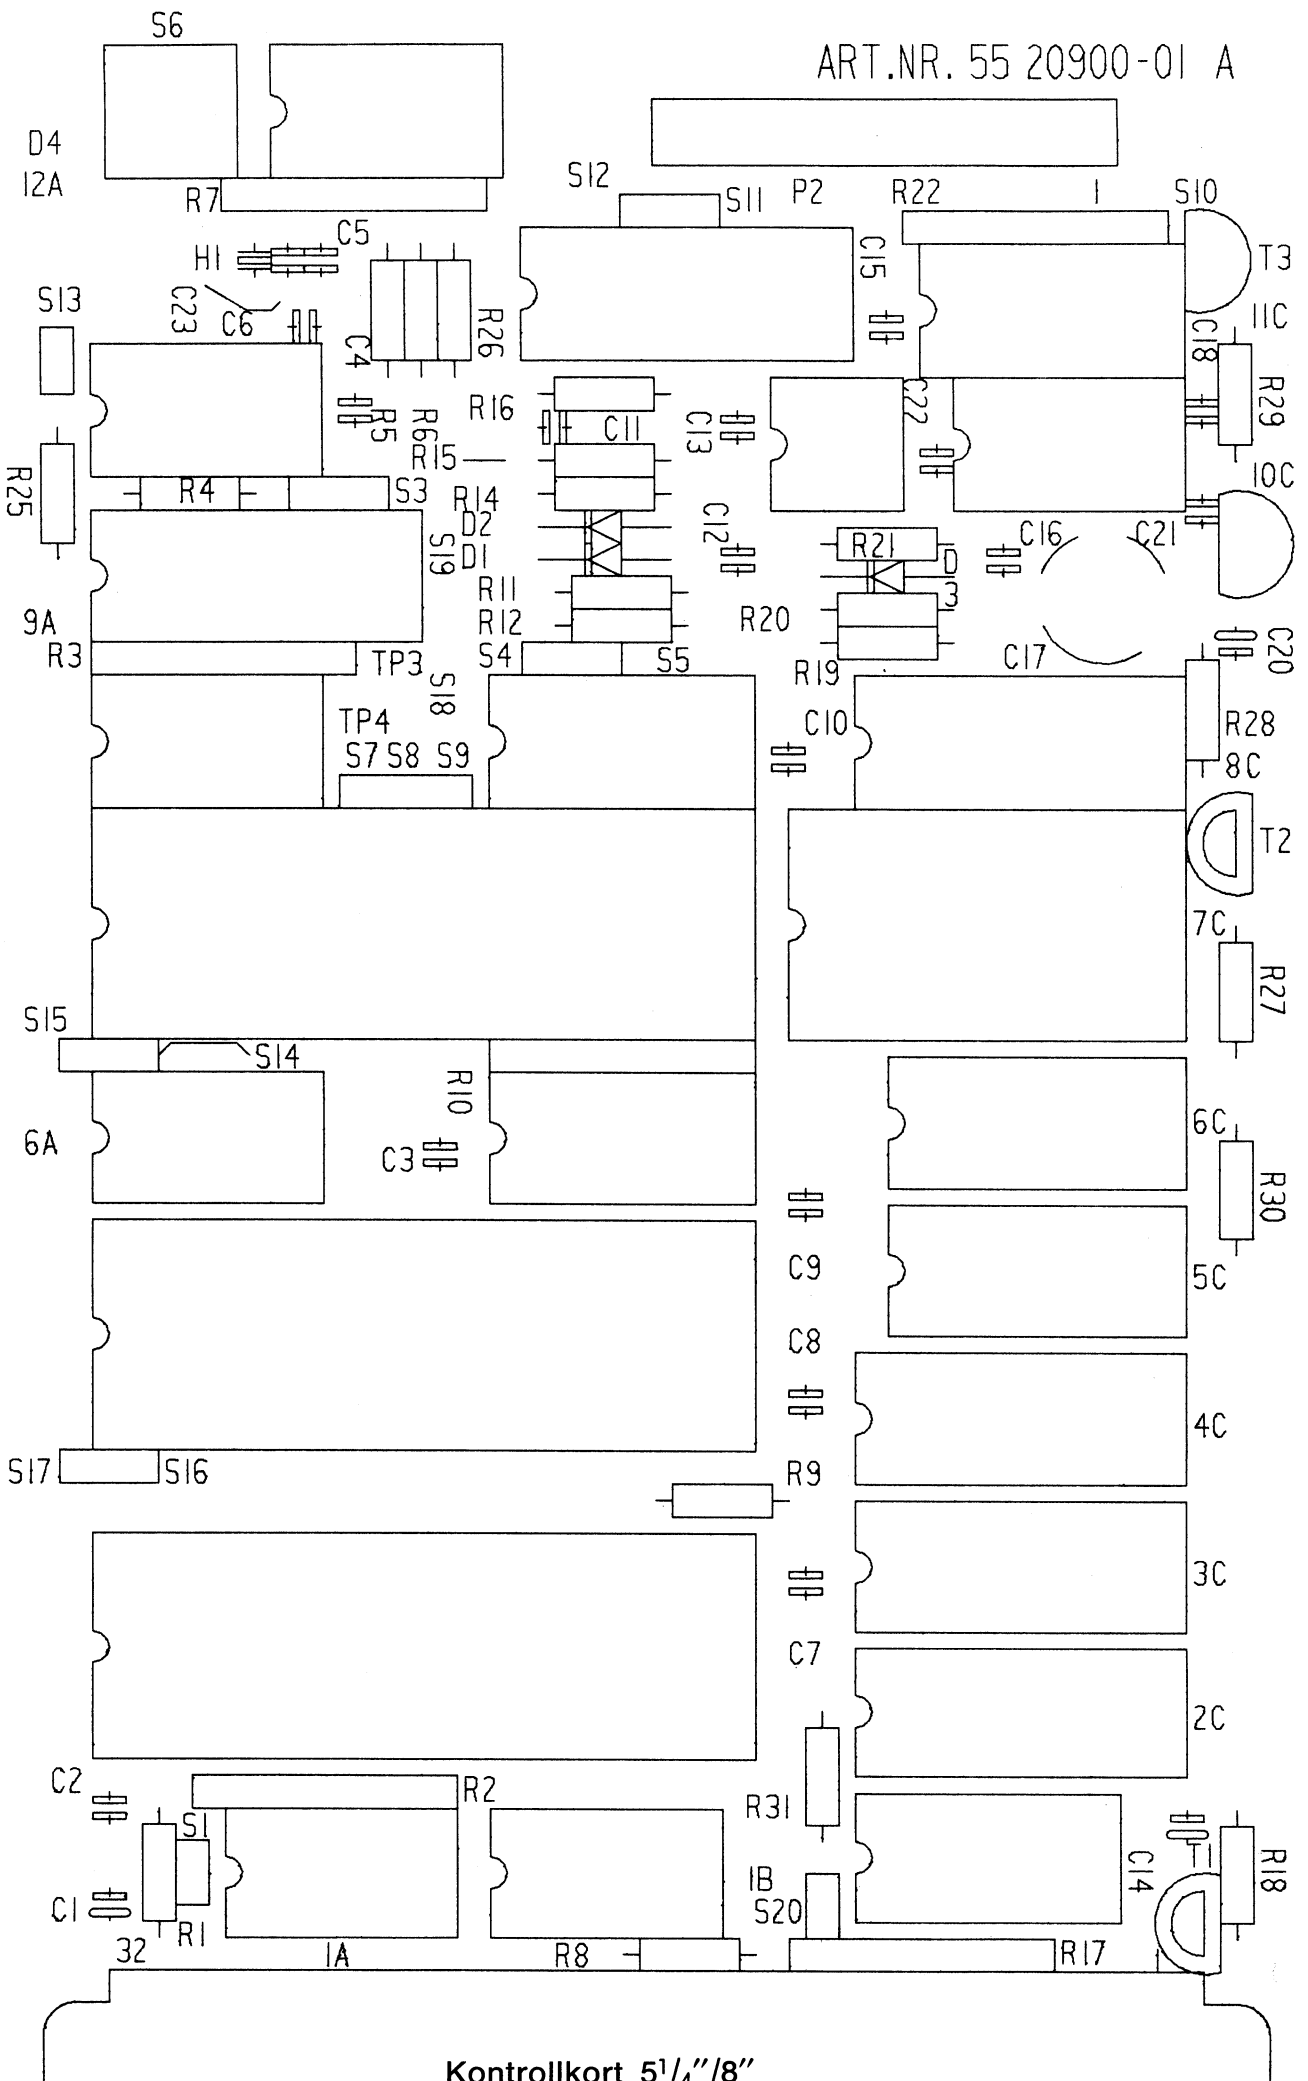 S6
ART.NR. 55 20900-01 A
D4
12A
R7
S12
S11
P2
R22
1
S10
H1
C5
C15
T3
S13
C23
C6
C4
R26
11C
C18
R5
R6
R16
C11
C13
C22
R29
R15
R25
R4
S3
R14
10C
D2
C12
C16
C21
S19
D1
R21
D
3
R11
9A
R12
R20
R3
TP3
S4
S5
C17
C20
R19
S18
TP4
C10
R28
S7 S8 S9
8C
T2
7C
R27
S15
S14
R10
6A
C3
6C
R30
C9
5C
C8
4C
S17
S16
R9
3C
C7
2C
C2
R2
R31
S1
T1
C14
R18
1B
C1
S20
R1
32
1A
R8
R17
Kontrollkort 5¹/₄″/8″